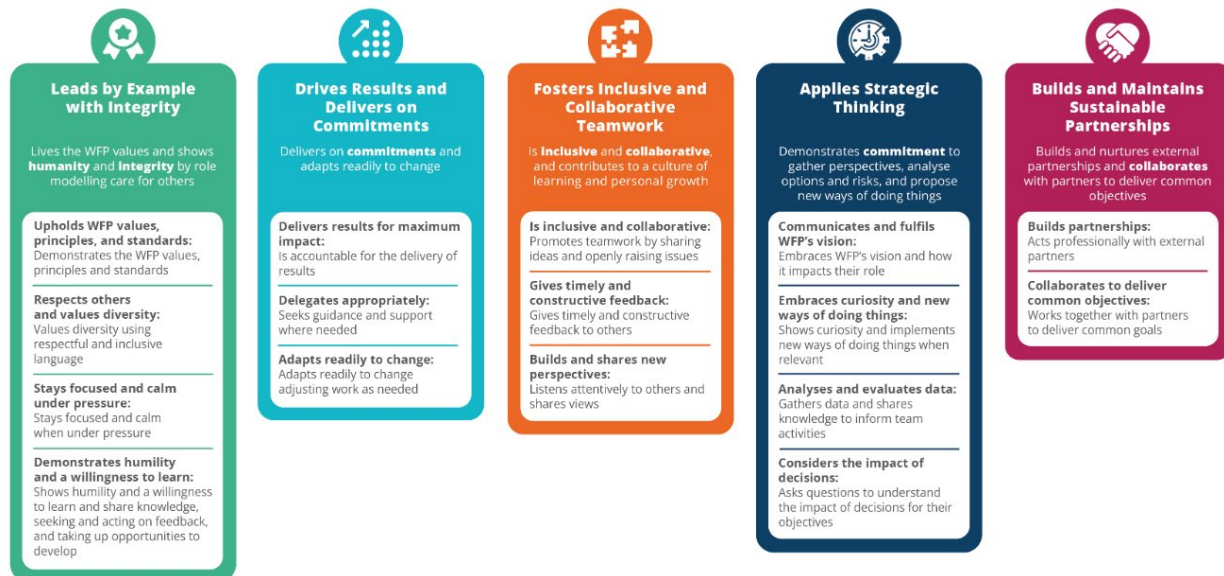 Leads by Example
with Integrity
Lives the WFP values and shows
humanity and integrity by role
modelling care for others
Upholds WFP values,
principles, and standards:
Demonstrates the WFP values,
principles and standards
Respects others
and values diversity:
Values diversity using
respectful and inclusive
language
Stays focused and calm
under pressure:
Stays focused and calm
when under pressure
Demonstrates humility
and a willingness to learn:
Shows humility and a willingness
to learn and share knowledge,
seeking and acting on feedback,
and taking up opportunities to
develop
Drives Results and
Delivers on
Commitments
Delivers on commitments and
adapts readily to change
Delivers results for maximum
impact:
Is accountable for the delivery of
results
Delegates appropriately:
Seeks guidance and support
where needed
Adapts readily to change:
Adapts readily to change
adjusting work as needed
Fosters Inclusive and
Collaborative
Teamwork
Is inclusive and collaborative,
and contributes to a culture of
learning and personal growth
Is inclusive and collaborative:
Promotes teamwork by sharing
ideas and openly raising issues
Gives timely and
constructive feedback:
Gives timely and constructive
feedback to others
Builds and shares new
perspectives:
Listens attentively to others and
shares views
Applies Strategic
Thinking
Demonstrates commitment to
gather perspectives, analyse
options and risks, and propose
new ways of doing things
Communicates and fulfils
WFP's vision:
Embraces WFP's vision and how
it impacts their role
Embraces curiosity and new
ways of doing things:
Shows curiosity and implements
new ways of doing things when
relevant
Analyses and evaluates data:
Gathers data and shares
knowledge to inform team
activities
Considers the impact of
decisions:
Asks questions to understand
the impact of decisions for their
objectives
Builds and Maintains
Sustainable
Partnerships
Builds and nurtures external
partnerships and collaborates
with partners to deliver common
objectives
Builds partnerships:
Acts professionally with external
partners
Collaborates to deliver
common objectives:
Works together with partners
to deliver common goals